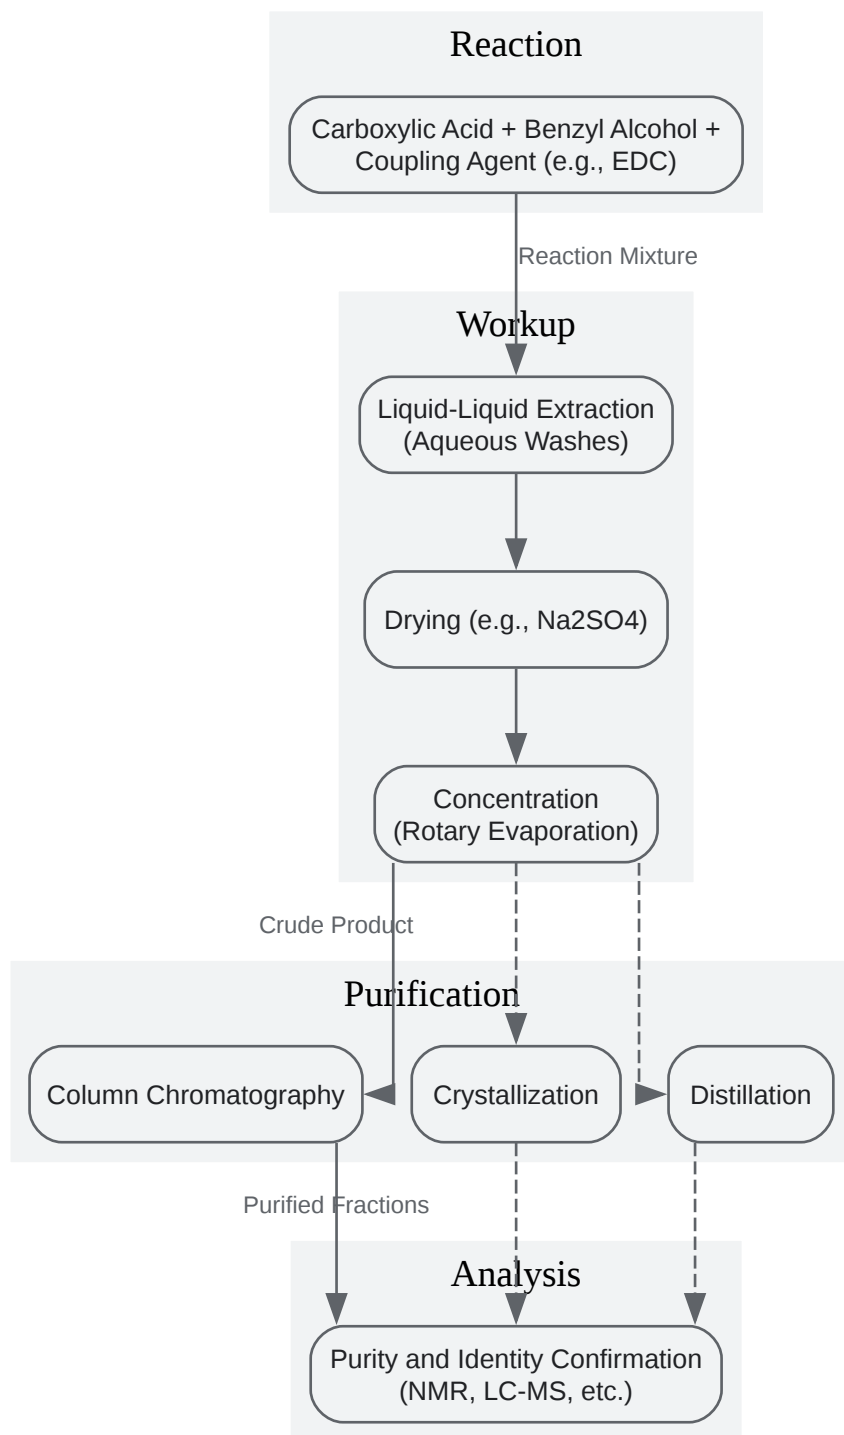 Reaction
Carboxylic Acid + Benzyl Alcohol +
Coupling Agent (e.g., EDC)
Reaction Mixture
Workup
Liquid-Liquid Extraction
(Aqueous Washes)
Drying (e.g., Na2SO4)
Concentration
(Rotary Evaporation)
Crude Product
Purification
Column Chromatography
Crystallization
Distillation
Purified Fractions
Analysis
Purity and Identity Confirmation
(NMR, LC-MS, etc.)